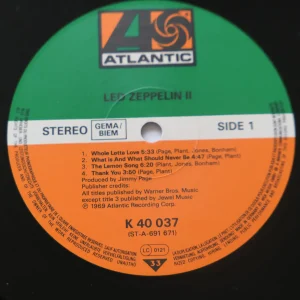 ATLANTIC
LED ZEPPELIN II
STEREO
GEMA/
BIEM
SIDE 1
1. Whole Lotta Love 5:33 (Page, Plant, Jones, Bonham)
2. What is And What Should Never Be 4:47 (Page, Plant)
3. The Lemon Song 6:20 (Page, Plant, Jones, Bonham)
4. Thank You 3:50 (Page, Plant)
Produced by Jimmy Page
Publisher credits:
All titles published by Warner Bros. Music
except title 3 published by Jewel Music
℗ 1969 Atlantic Recording Corp.
K 40 037
(ST-A-691 671)
LC 0121
33